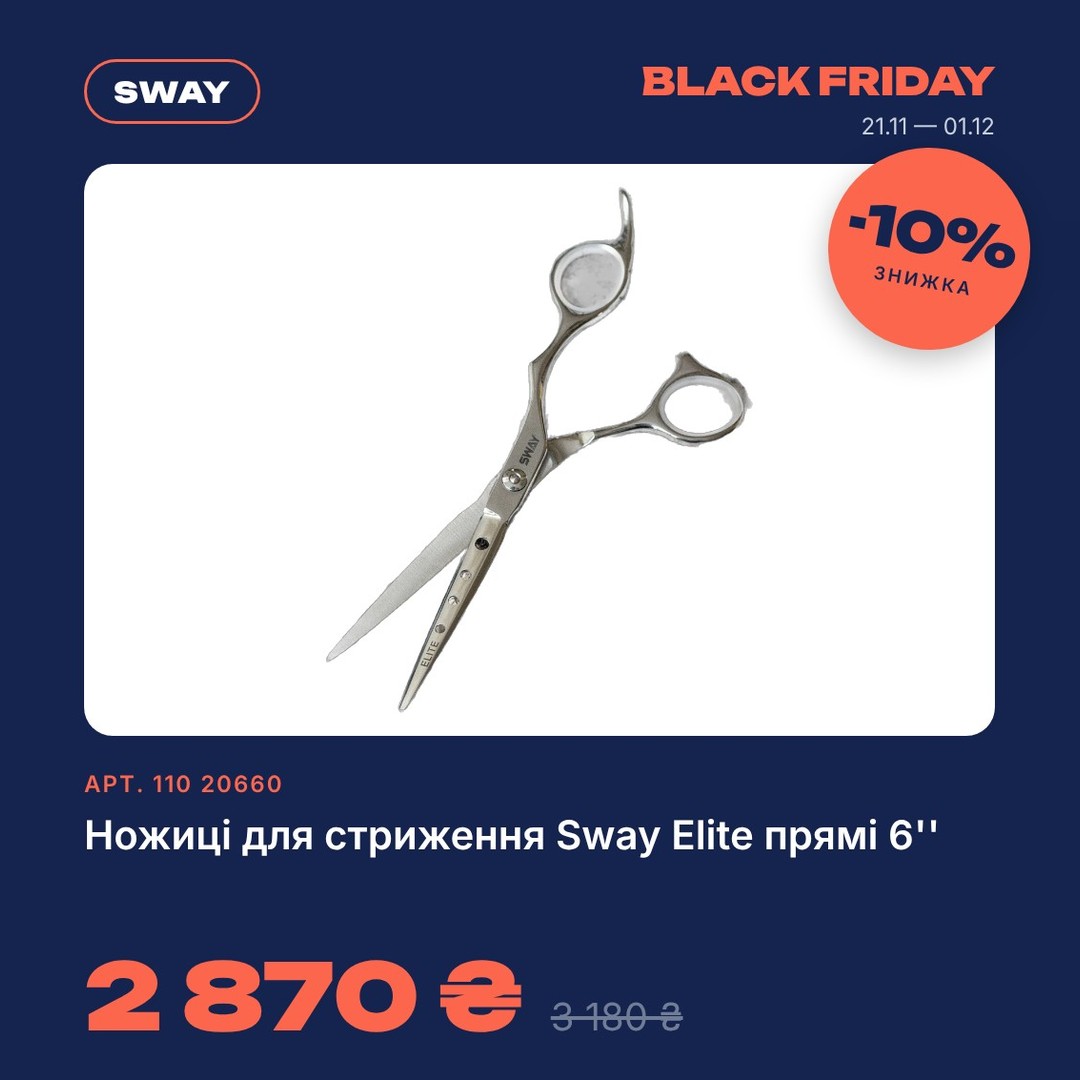 SWAY
BLACK FRIDAY
21.11 — 01.12
-10%
ЗНИЖКА
SWAY
ELITE
АРТ. 110 20660
Ножиці для стриження Sway Elite прямі 6''
2 870 ₴
3 180 ₴